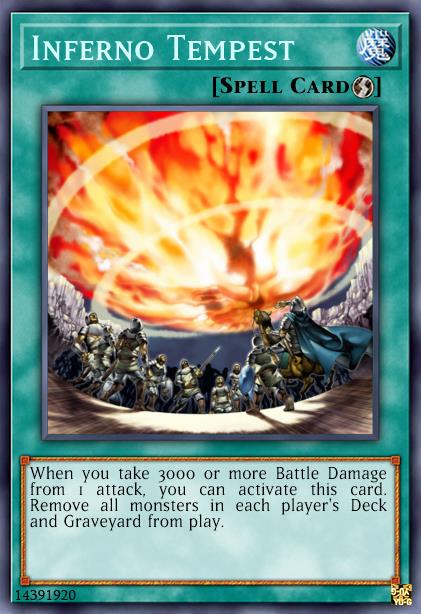 INFERNO TEMPEST
魔
[SPELL CARD]
When you take 3000 or more Battle Damage
from 1 attack, you can activate this card.
Remove all monsters in each player's Deck
and Graveyard from play.
14391920